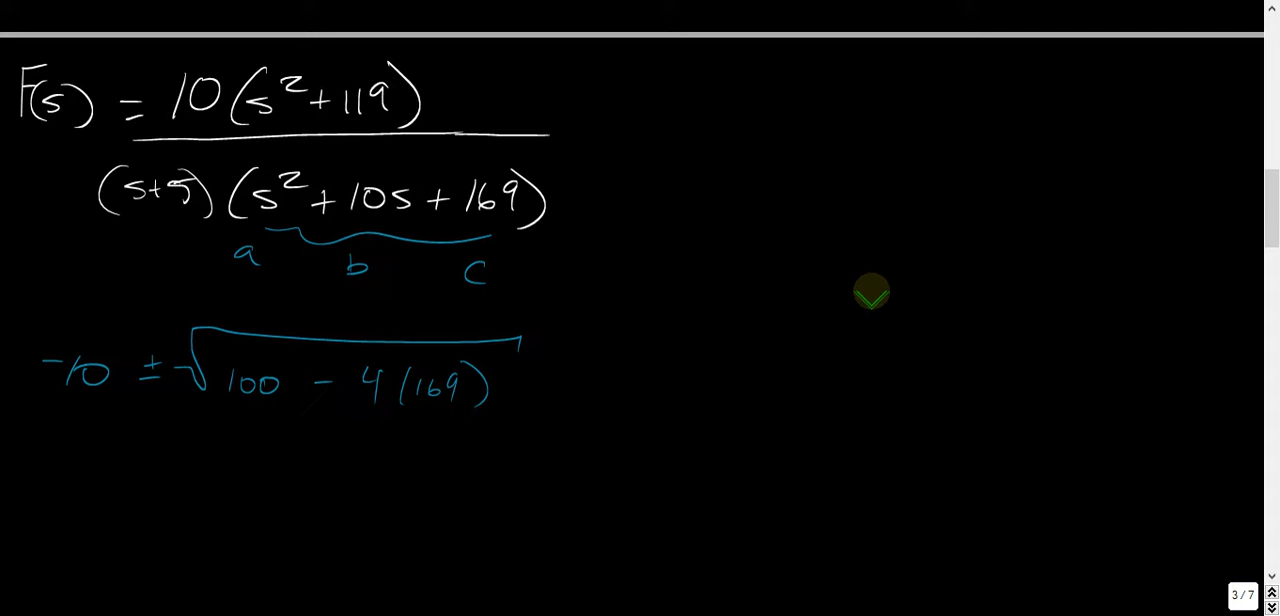 F(s) = 10(s²+119)
(s+5)(s²+10s+169)
a b c
-10 ± √100 - 4(169)
3 / 7